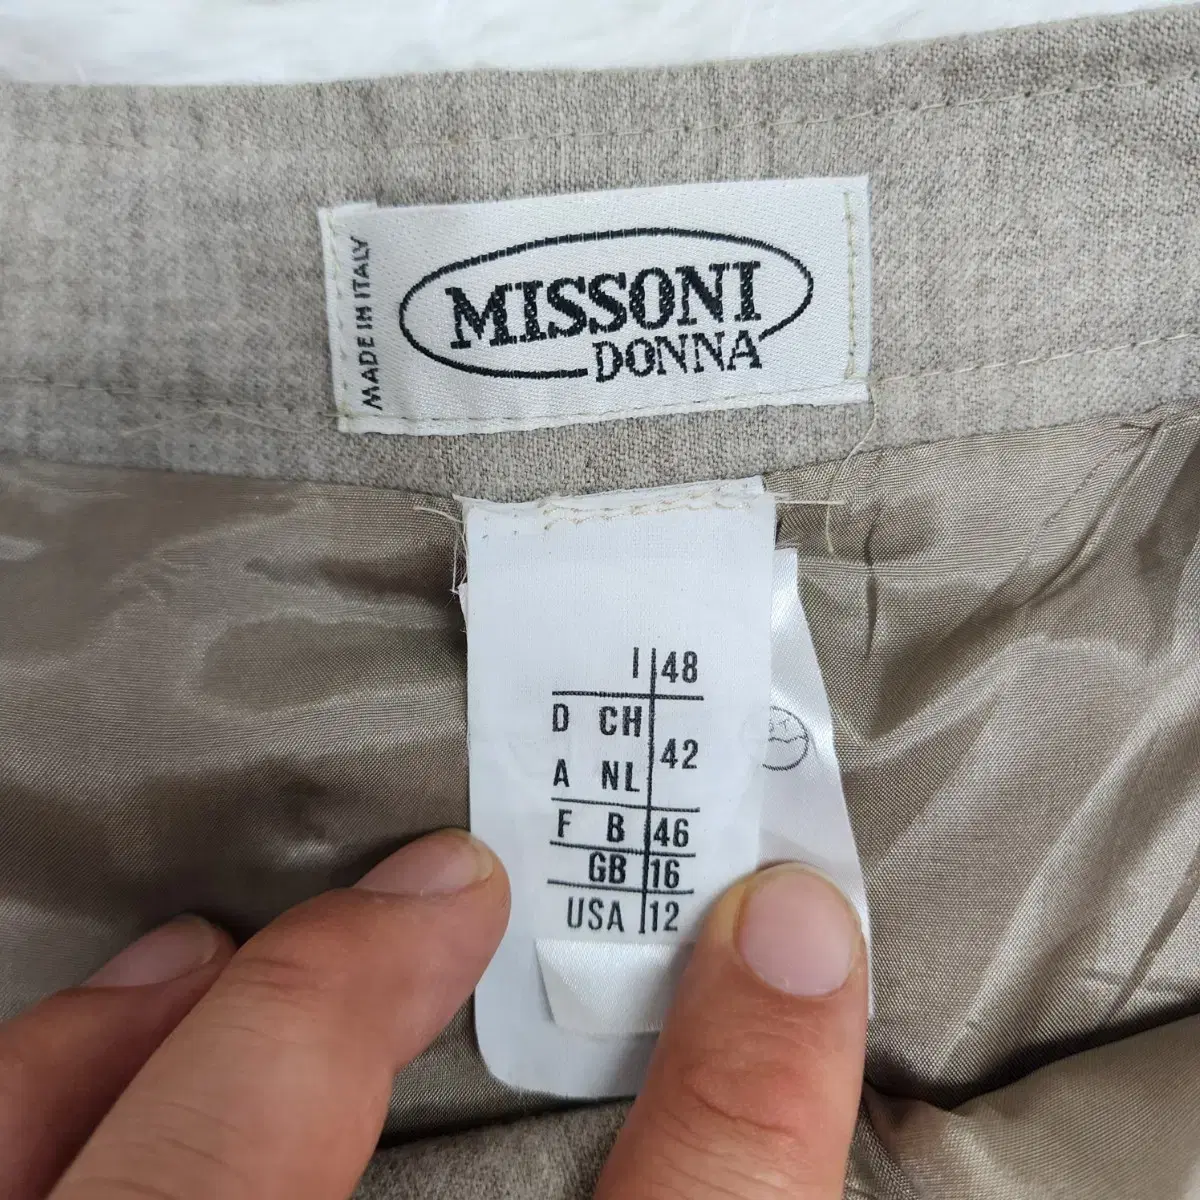 MADE IN ITALY
MISSONI
DONNA
I 48
D CH
42
A NL
F B 46
GB 16
USA 12